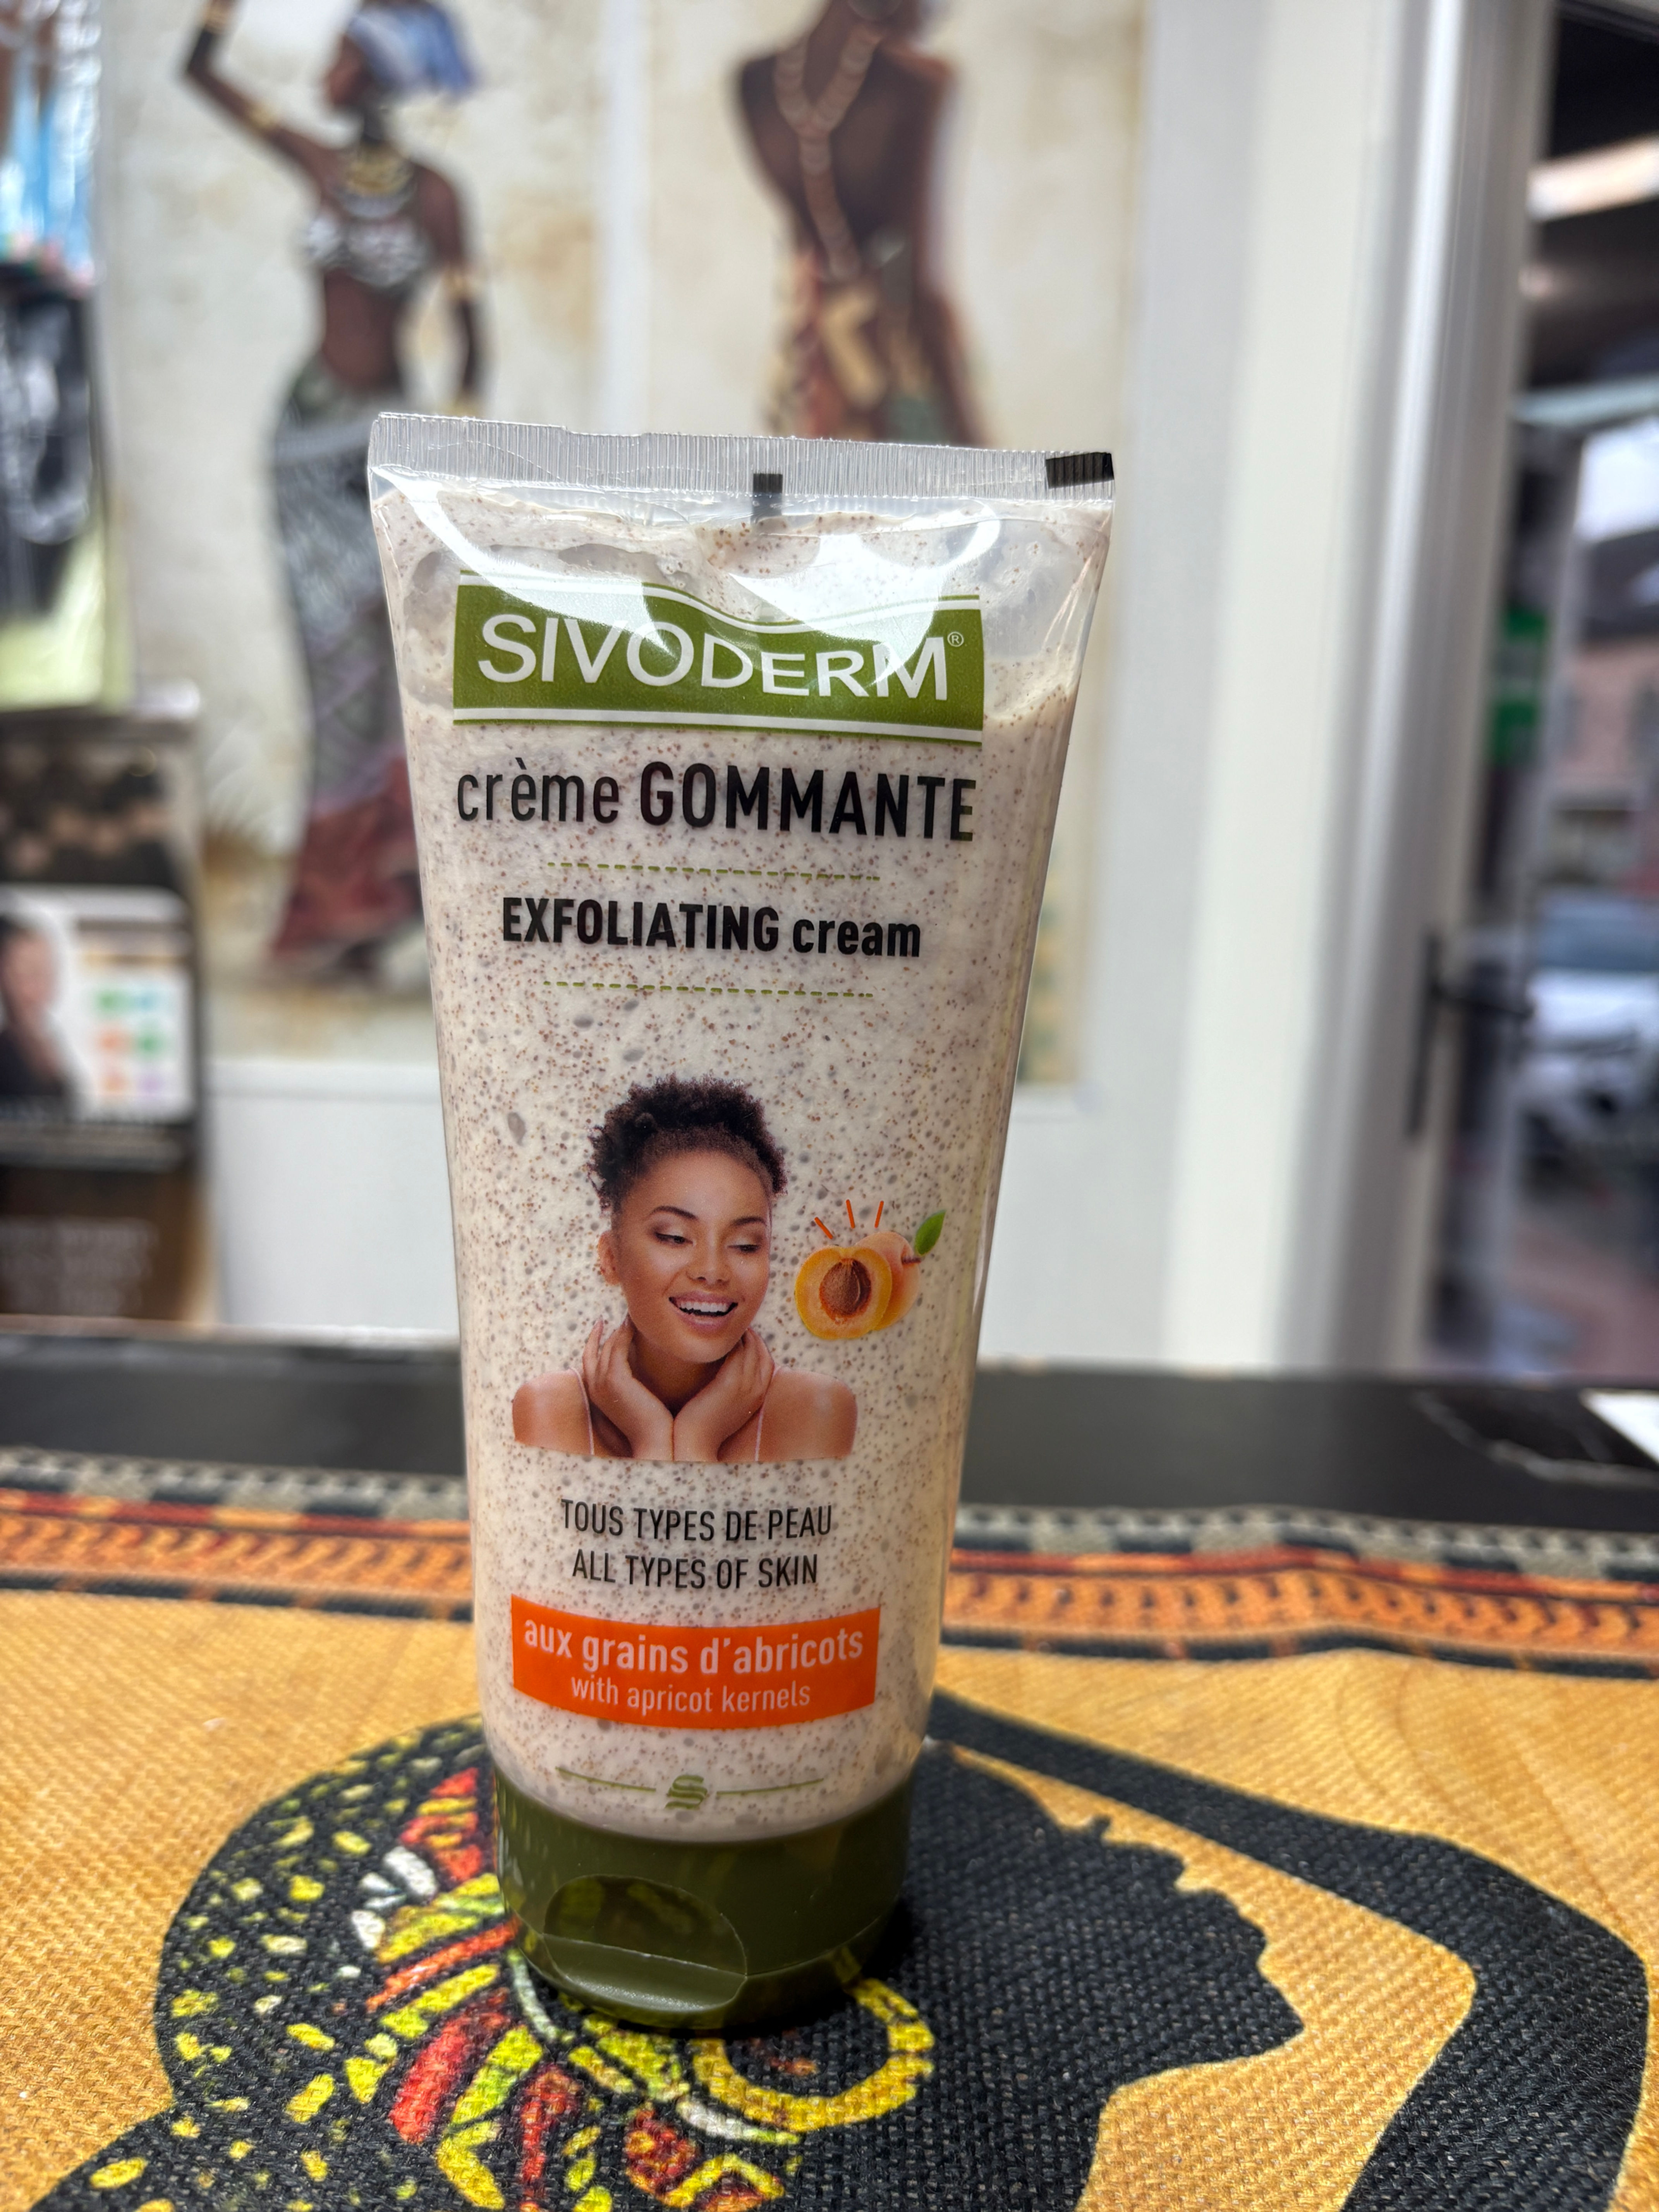 SIVODERM®
crème GOMMANTE
EXFOLIATING cream
TOUS TYPES DE PEAU
ALL TYPES OF SKIN
aux grains d'abricots
with apricot kernels